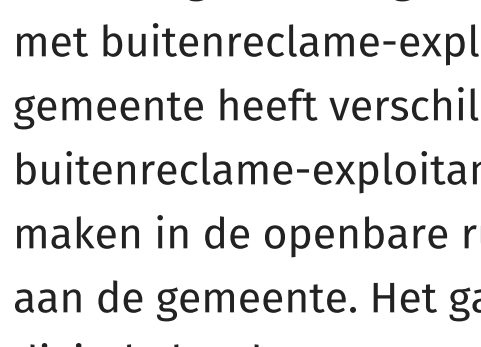 met buitenreclame-expl
gemeente heeft verschil
buitenreclame-exploitar
maken in de openbare r
aan de gemeente. Het ga